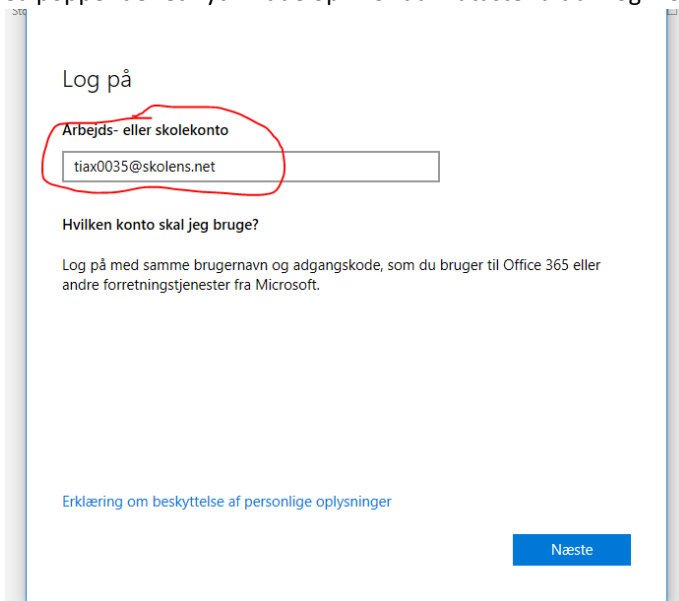 Log på
Arbejds- eller skolekonto
tiax0035@skolens.net
Hvilken konto skal jeg bruge?
Log på med samme brugernavn og adgangskode, som du bruger til Office 365 eller
andre forretningstjenester fra Microsoft.
Erklæring om beskyttelse af personlige oplysninger
Næste